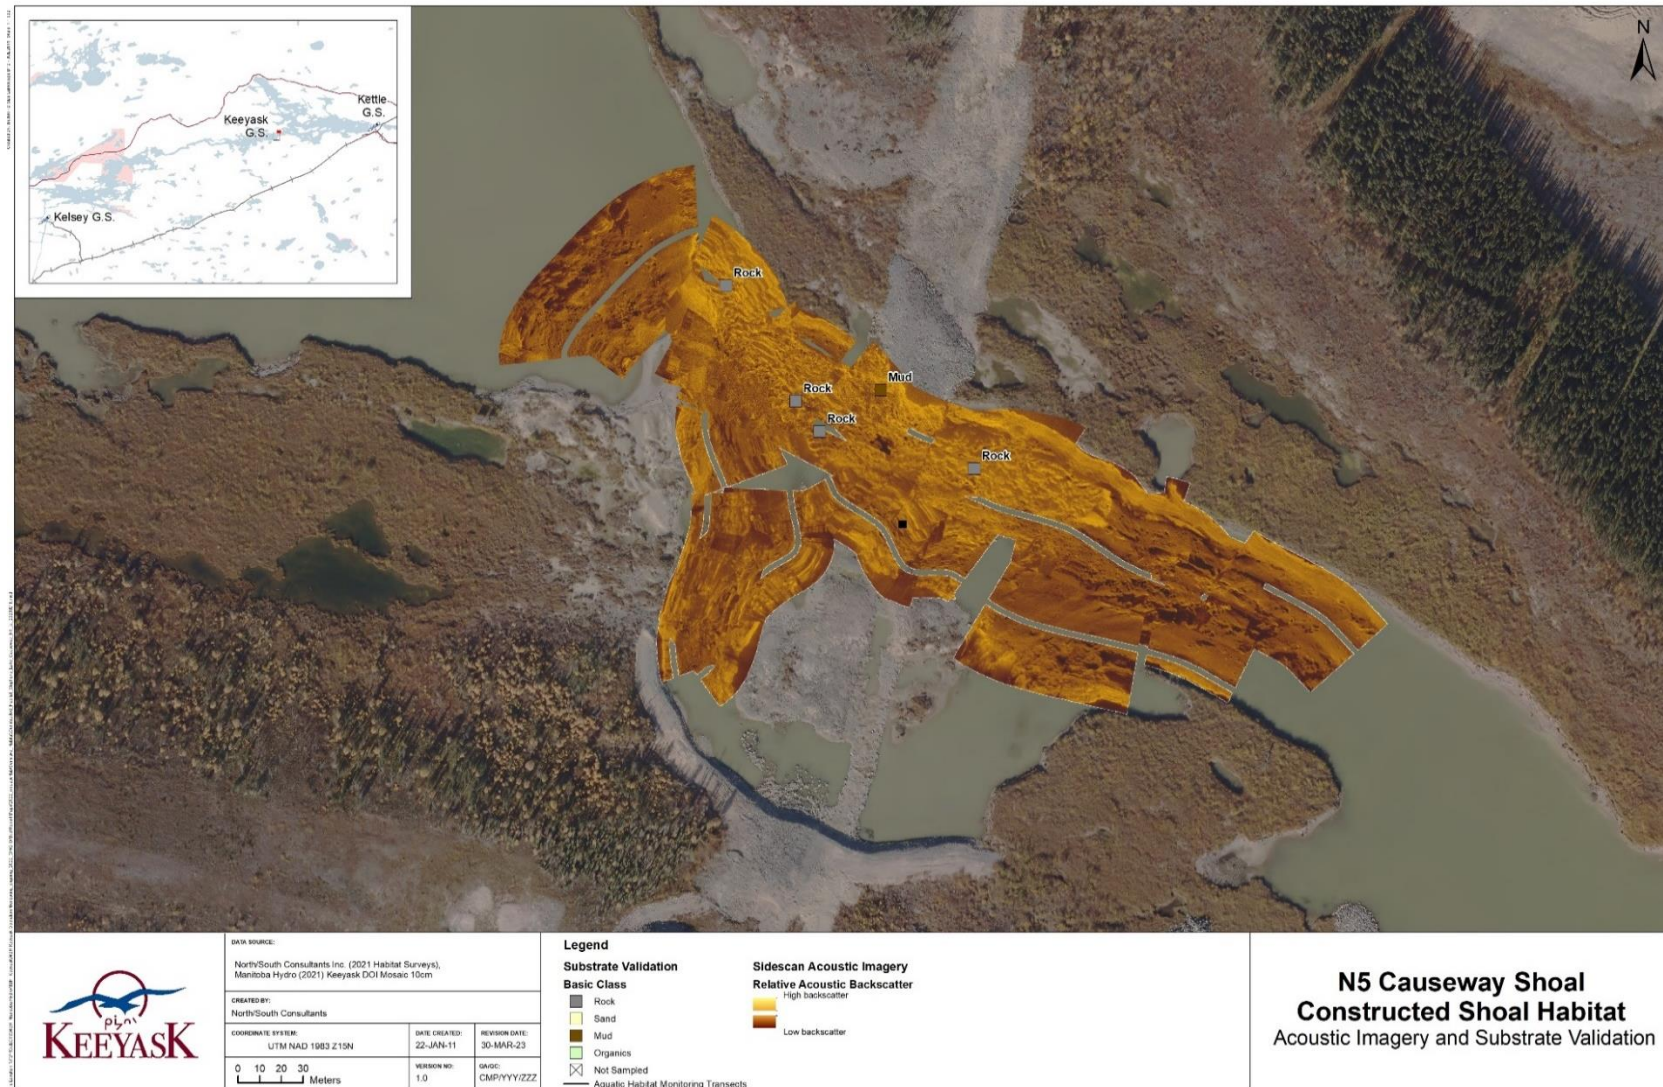 Kettle
G.S.
Keeyask
G.S.
Kelsey G.S.
N
Rock
Mud
Rock
Rock
Rock
KEEYASK
DATA SOURCE:
North/South Consultants Inc. (2021 Habitat Surveys),
Manitoba Hydro (2021) Keeyask DOI Mosaic 10cm
CREATED BY:
North/South Consultants
COORDINATE SYSTEM:
UTM NAD 1983 Z15N
DATE CREATED:
22-JAN-11
REVISION DATE:
30-MAR-23
0 10 20 30
Meters
VERSION NO:
1.0
QA/QC:
CMP/YYY/ZZZ
Legend
Substrate Validation
Basic Class
Rock
Sand
Mud
Organics
Not Sampled
Aquatic Habitat Monitoring Transects
Sidescan Acoustic Imagery
Relative Acoustic Backscatter
High backscatter
Low backscatter
N5 Causeway Shoal
Constructed Shoal Habitat
Acoustic Imagery and Substrate Validation